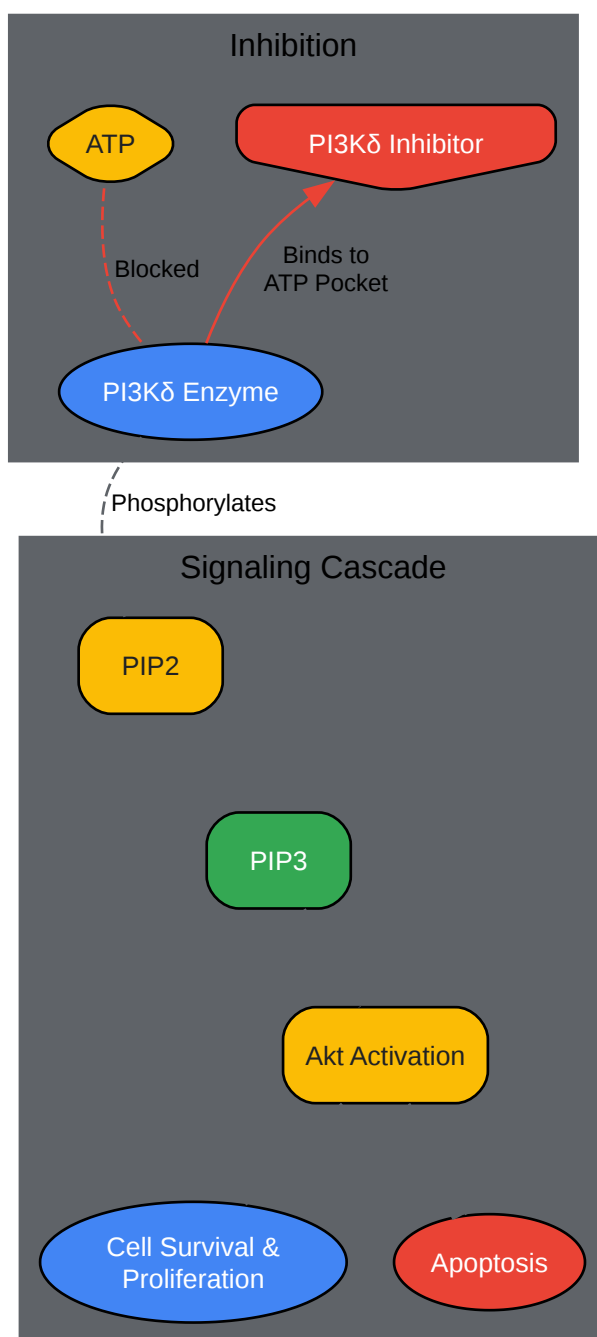 Inhibition
ATP
PI3Kδ Inhibitor
Blocked
Binds to
ATP Pocket
PI3Kδ Enzyme
Phosphorylates
Signaling Cascade
PIP2
PIP3
Akt Activation
Cell Survival &
Proliferation
Apoptosis